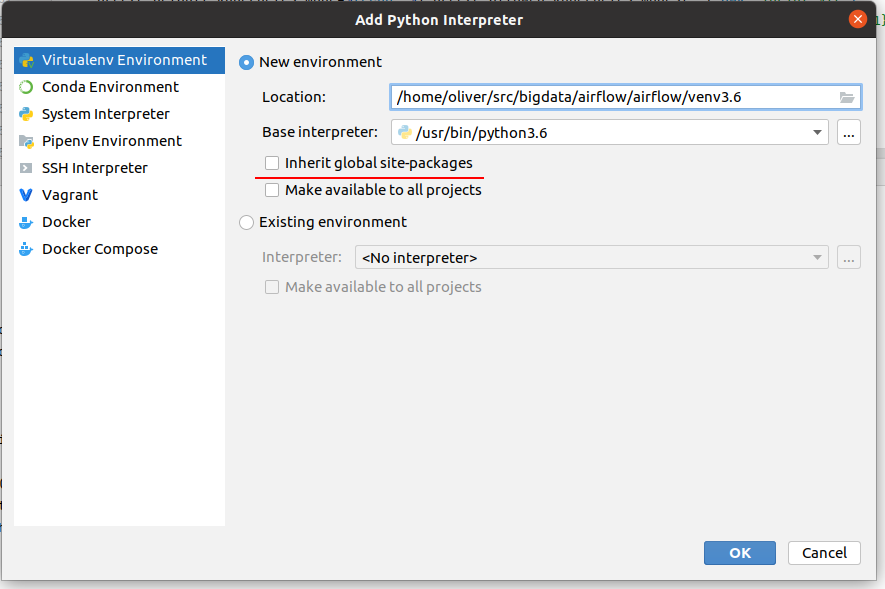 Add Python Interpreter
Virtualenv Environment
Conda Environment
System Interpreter
Pipenv Environment
SSH Interpreter
Vagrant
Docker
Docker Compose
New environment
Location: /home/oliver/src/bigdata/airflow/airflow/venv3.6
Base interpreter: /usr/bin/python3.6 ...
Inherit global site-packages
Make available to all projects
Existing environment
Interpreter: <No interpreter> ...
Make available to all projects
OK Cancel